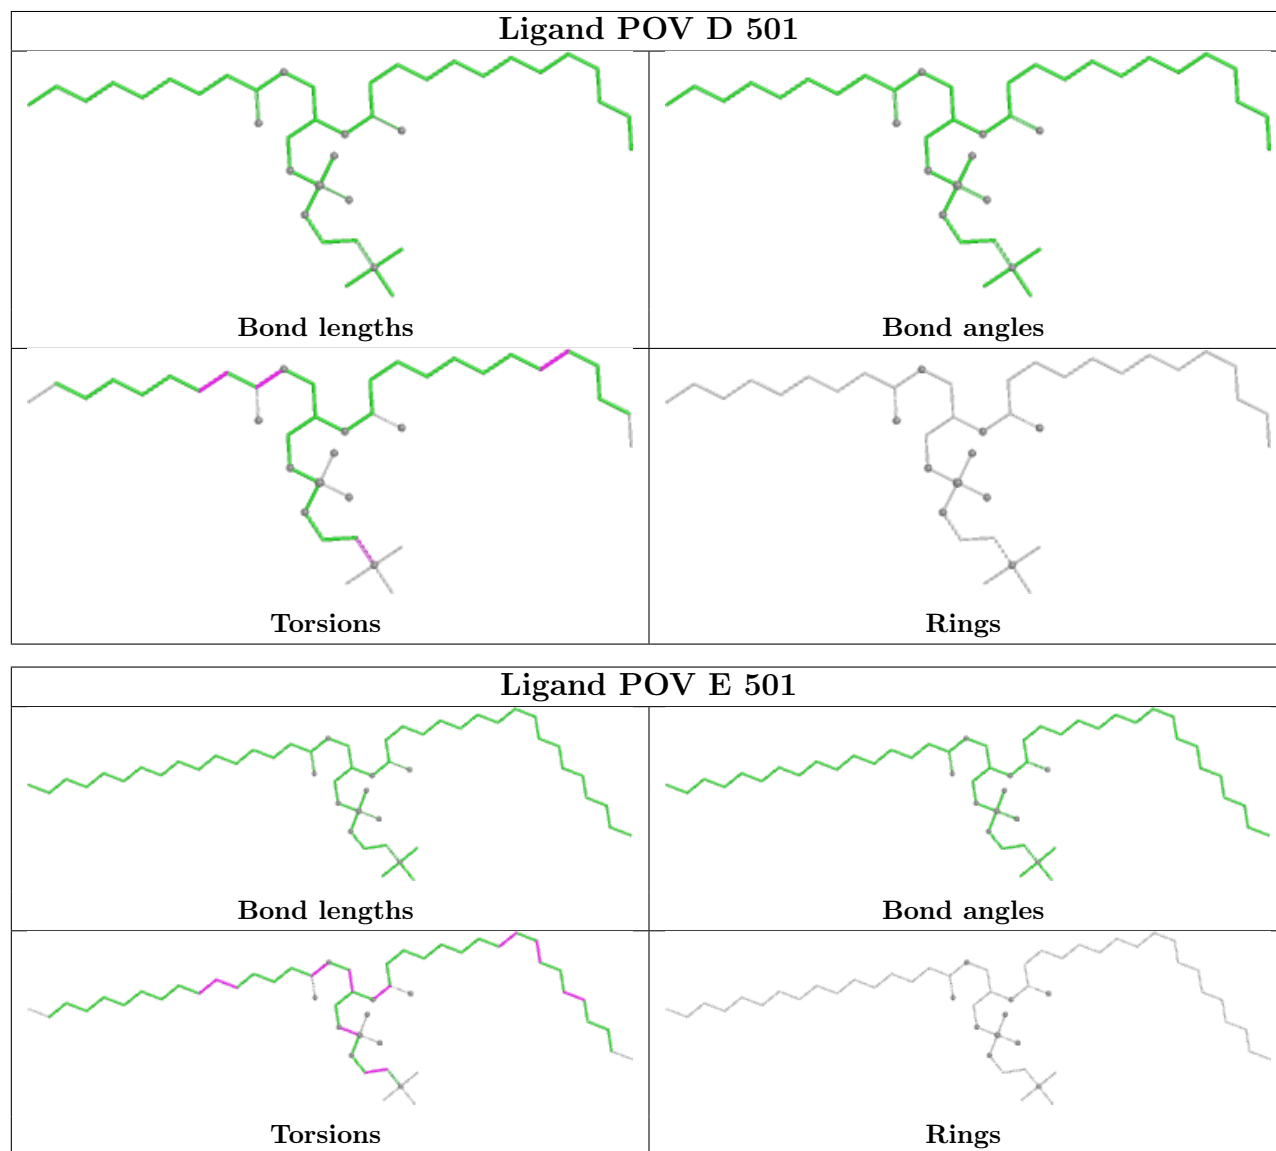 Ligand POV D 501
Bond lengths
Bond angles
Torsions
Rings
Ligand POV E 501
Bond lengths
Bond angles
Torsions
Rings